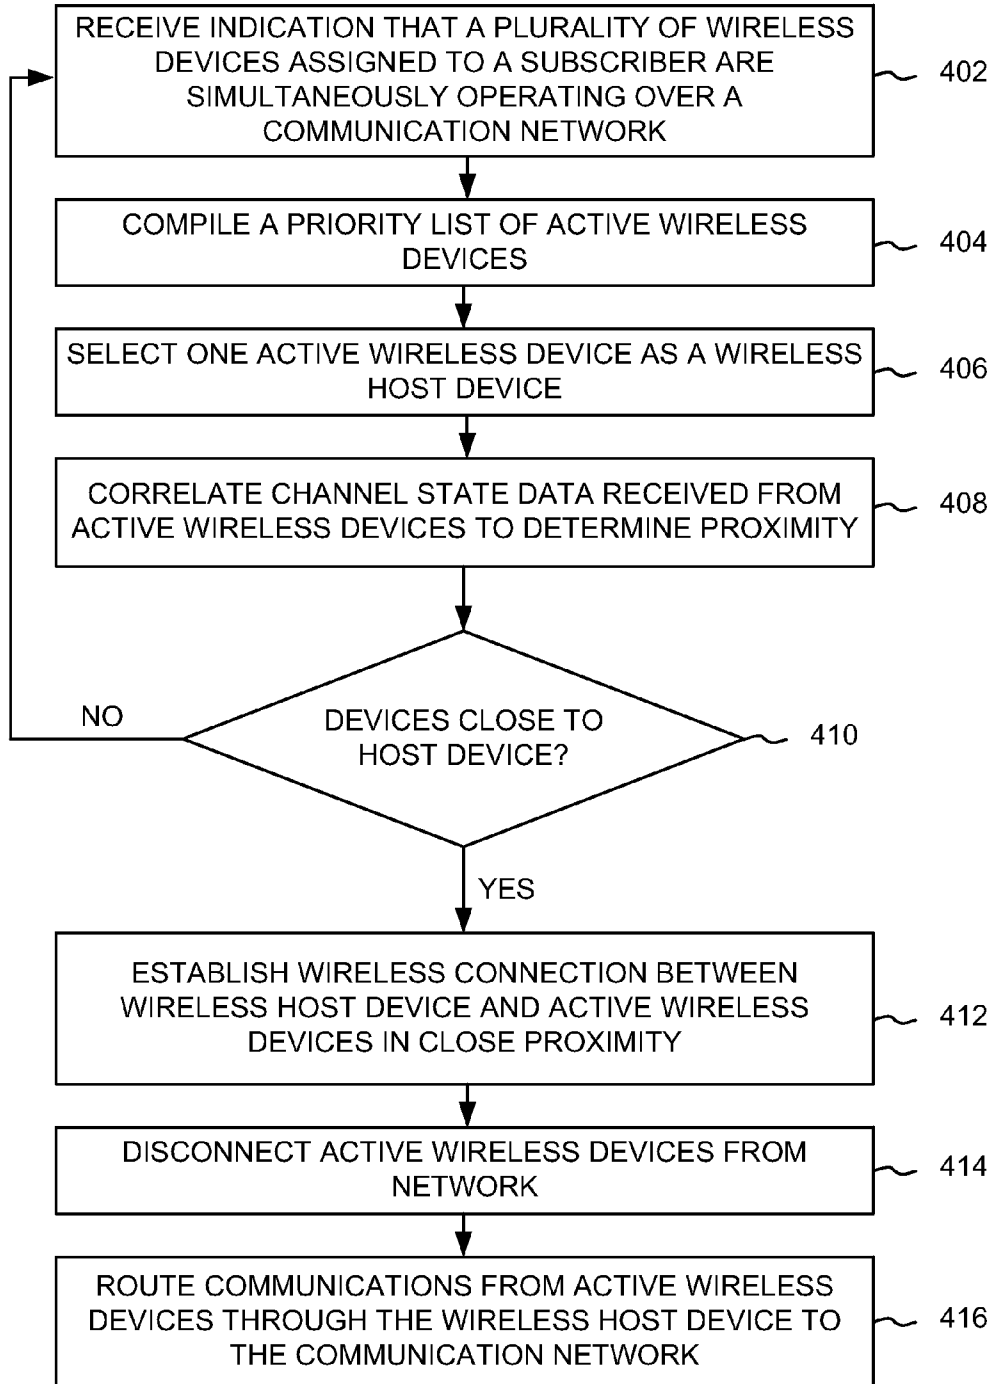 RECEIVE INDICATION THAT A PLURALITY OF WIRELESS
DEVICES ASSIGNED TO A SUBSCRIBER ARE
SIMULTANEOUSLY OPERATING OVER A
COMMUNICATION NETWORK
402
COMPILE A PRIORITY LIST OF ACTIVE WIRELESS
DEVICES
404
SELECT ONE ACTIVE WIRELESS DEVICE AS A WIRELESS
HOST DEVICE
406
CORRELATE CHANNEL STATE DATA RECEIVED FROM
ACTIVE WIRELESS DEVICES TO DETERMINE PROXIMITY
408
NO
DEVICES CLOSE TO
HOST DEVICE?
410
YES
ESTABLISH WIRELESS CONNECTION BETWEEN
WIRELESS HOST DEVICE AND ACTIVE WIRELESS
DEVICES IN CLOSE PROXIMITY
412
DISCONNECT ACTIVE WIRELESS DEVICES FROM
NETWORK
414
ROUTE COMMUNICATIONS FROM ACTIVE WIRELESS
DEVICES THROUGH THE WIRELESS HOST DEVICE TO
THE COMMUNICATION NETWORK
416